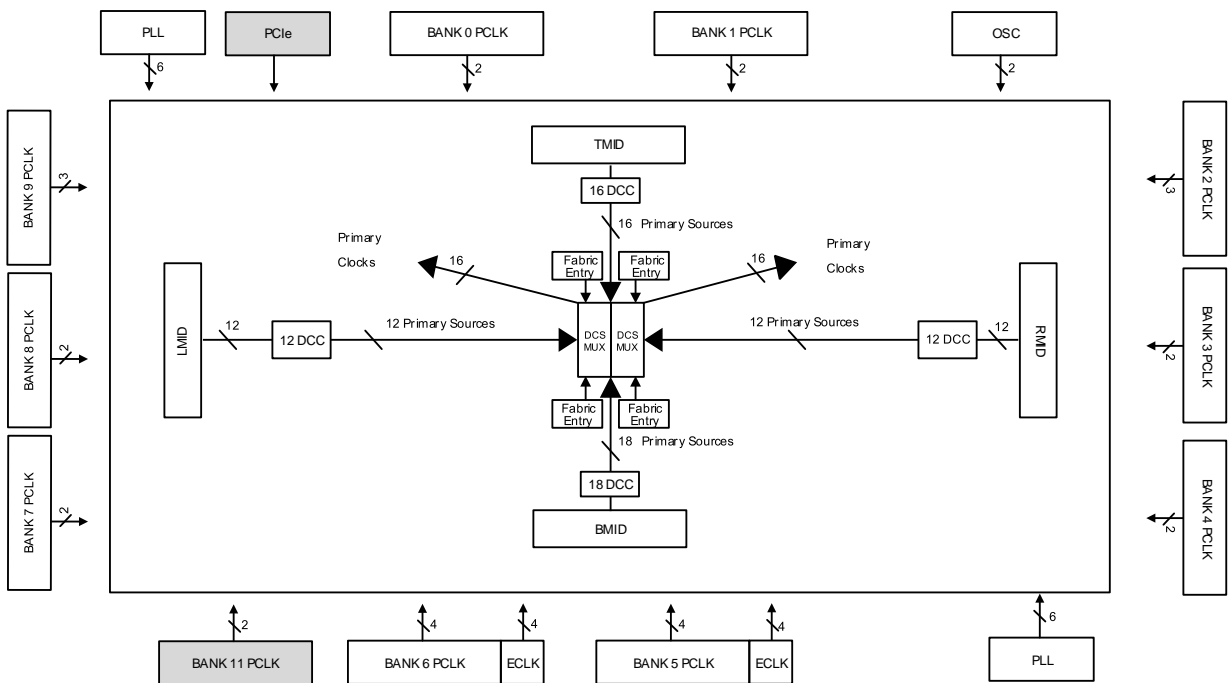 PLL
PCIe
BANK 0 PCLK
BANK 1 PCLK
OSC
6
2
2
2
BANK 9 PCLK
3
BANK 8 PCLK
2
BANK 7 PCLK
2
TMID
16 DCC
16 Primary Sources
Primary
Clocks
16
Fabric
Entry
Fabric
Entry
16
Primary
Clocks
LMID
12
12 DCC
12 Primary Sources
DCS
MUX
DCS
MUX
12 Primary Sources
12 DCC
12
RMID
Fabric
Entry
Fabric
Entry
18 Primary Sources
18 DCC
BMID
BANK 2 PCLK
3
BANK 3 PCLK
2
BANK 4 PCLK
2
2
4
4
4
4
6
BANK 11 PCLK
BANK 6 PCLK
ECLK
BANK 5 PCLK
ECLK
PLL